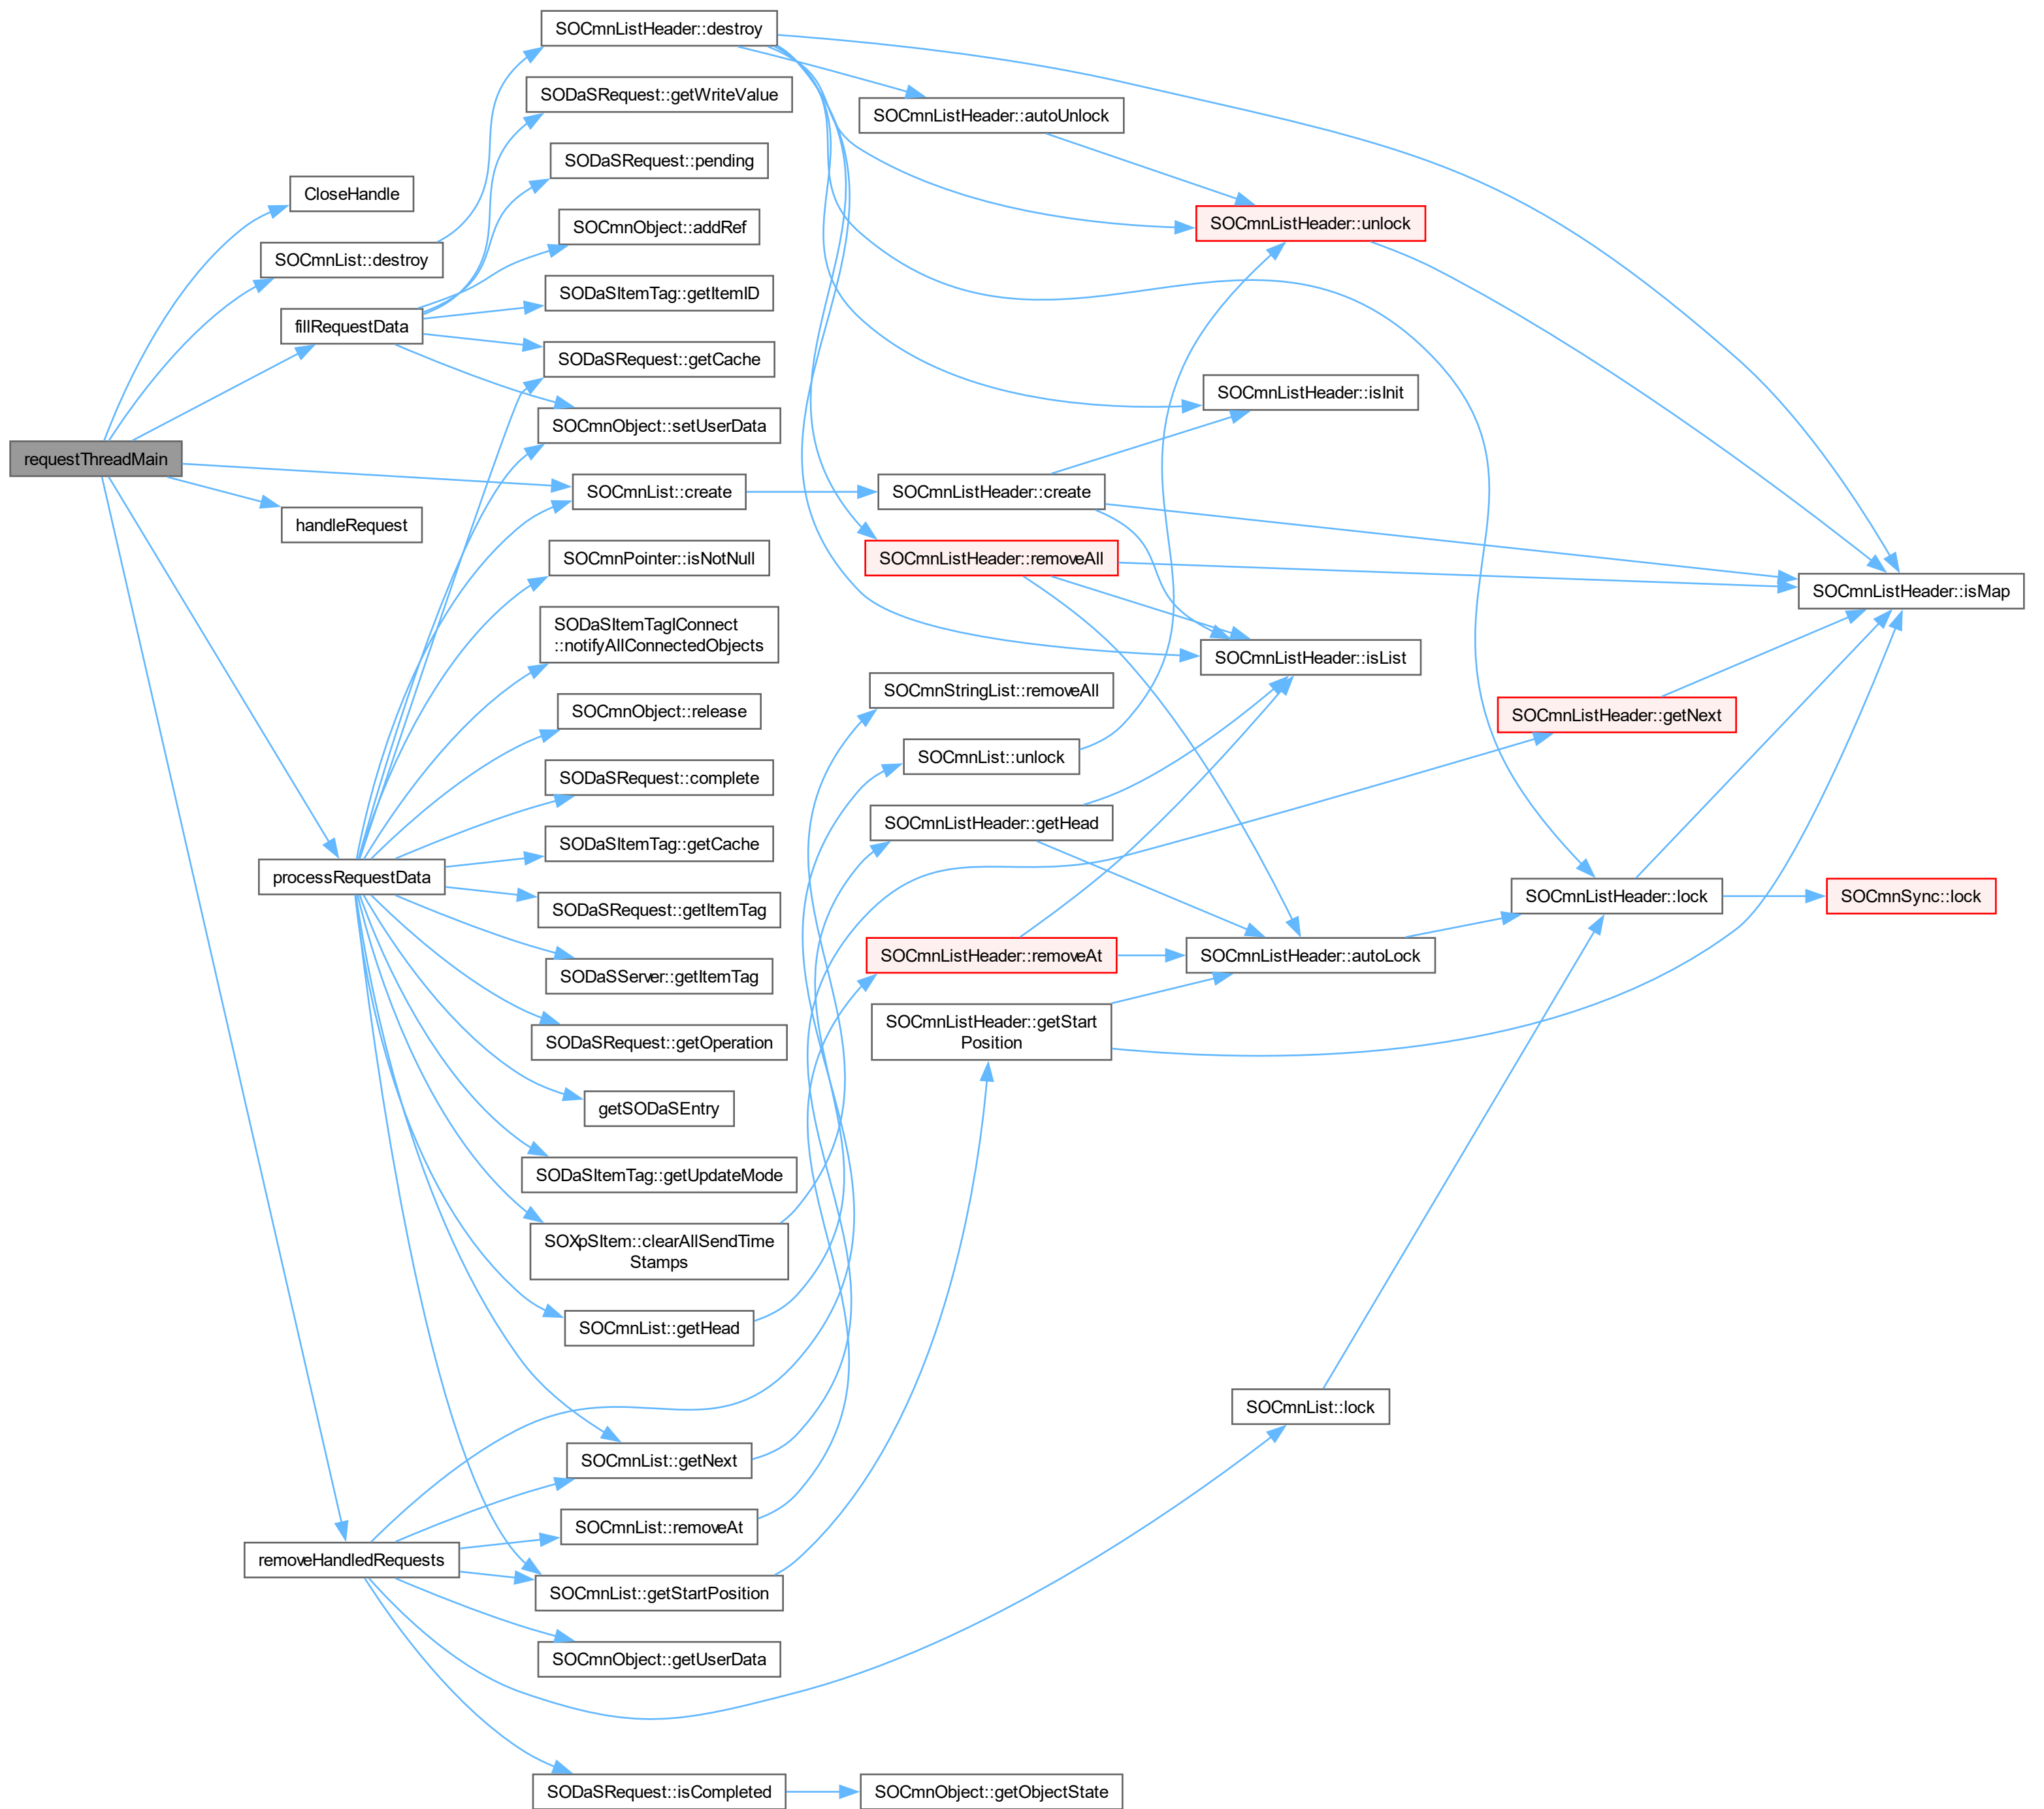 requestThreadMain
CloseHandle
SOCmnList::destroy
fillRequestData
handleRequest
processRequestData
removeHandledRequests
SOCmnListHeader::destroy
SODaSRequest::getWriteValue
SODaSRequest::pending
SOCmnObject::addRef
SODaSItemTag::getItemID
SODaSRequest::getCache
SOCmnObject::setUserData
SOCmnList::create
SOCmnPointer::isNotNull
SODaSItemTagIConnect
::notifyAllConnectedObjects
SOCmnObject::release
SODaSRequest::complete
SODaSItemTag::getCache
SODaSRequest::getItemTag
SODaSServer::getItemTag
SODaSRequest::getOperation
getSODaSEntry
SODaSItemTag::getUpdateMode
SOXpSItem::clearAllSendTime
Stamps
SOCmnList::getHead
SOCmnList::getNext
SOCmnList::removeAt
SOCmnList::getStartPosition
SOCmnObject::getUserData
SODaSRequest::isCompleted
SOCmnListHeader::autoUnlock
SOCmnListHeader::create
SOCmnListHeader::removeAll
SOCmnStringList::removeAll
SOCmnList::unlock
SOCmnListHeader::getHead
SOCmnListHeader::removeAt
SOCmnListHeader::getStart
Position
SOCmnObject::getObjectState
SOCmnListHeader::unlock
SOCmnListHeader::isInit
SOCmnListHeader::isList
SOCmnListHeader::autoLock
SOCmnList::lock
SOCmnListHeader::getNext
SOCmnListHeader::lock
SOCmnListHeader::isMap
SOCmnSync::lock